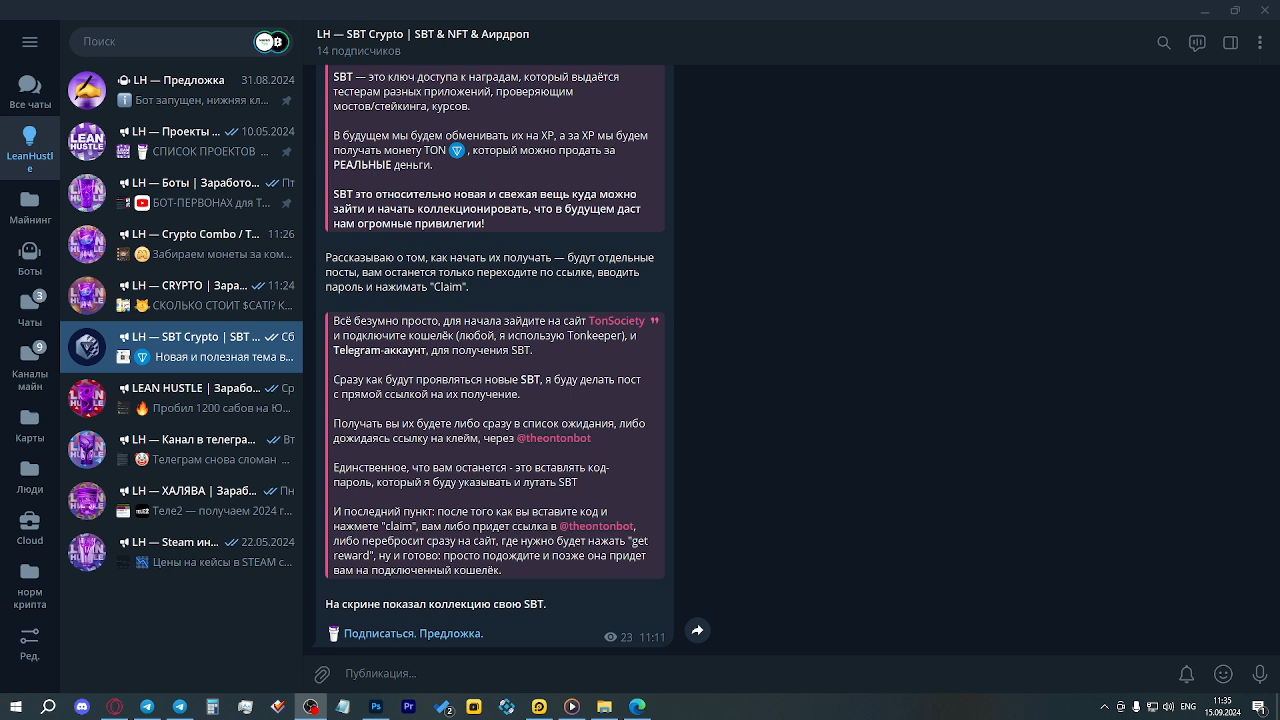 Поиск
LH — SBT Crypto | SBT & NFT & Аирдроп
14 подписчиков
Все чаты
LeanHustl
e
Майнинг
Боты
3
Чаты
9
Каналы
майн
Карты
Люди
Cloud
норм
крипта
Ред.
LH — Предложка 31.08.2024
Бот запущен, нижняя кл...
LH — Проекты ... 10.05.2024
СПИСОК ПРОЕКТОВ ...
LH — Боты | Заработо... Пт
БОТ-ПЕРВОНАХ для Т...
LH — Crypto Combo / T... 11:26
Забираем монеты за ком...
LH — CRYPTO | Зара... 11:24
СКОЛЬКО СТОИТ $CATI? К...
LH — SBT Crypto | SBT ... Сб
Новая и полезная тема в...
LEAN HUSTLE | Зарабо... Ср
Пробил 1200 сабов на Ю...
LH — Канал в телегра... Вт
Телеграм снова сломан ...
LH — ХАЛЯВА | Зараб... Пн
Теле2 — получаем 2024 г...
LH — Steam ин... 22.05.2024
Цены на кейсы в STEAM с...
SBT — это ключ доступа к наградам, который выдаётся
тестерам разных приложений, проверяющим
мостов/стейкинга, курсов.
В будущем мы будем обменивать их на XP, а за XP мы будем
получать монету TON , который можно продать за
РЕАЛЬНЫЕ деньги.
SBT это относительно новая и свежая вещь куда можно
зайти и начать коллекционировать, что в будущем даст
нам огромные привилегии!
Рассказываю о том, как начать их получать — будут отдельные
посты, вам останется только переходите по ссылке, вводить
пароль и нажимать "Claim".
Всё безумно просто, для начала зайдите на сайт TonSociety
и подключите кошелёк (любой, я использую Tonkeeper), и
Telegram-аккаунт, для получения SBT.
Сразу как будут проявляться новые SBT, я буду делать пост
с прямой ссылкой на их получение.
Получать вы их будете либо сразу в список ожидания, либо
дожидаясь ссылку на клейм, через @theontonbot
Единственное, что вам останется - это вставлять код-
пароль, который я буду указывать и лутать SBT
И последний пункт: после того как вы вставите код и
нажмете "claim", вам либо придет ссылка в @theontonbot,
либо перебросит сразу на сайт, где нужно будет нажать "get
reward", ну и готово: просто подождите и позже она придет
вам на подключенный кошелёк.
На скрине показал коллекцию свою SBT.
Подписаться. Предложка.
23 11:11
Публикация...
Ps
Pr
2
ENG
11:35
15.09.2024